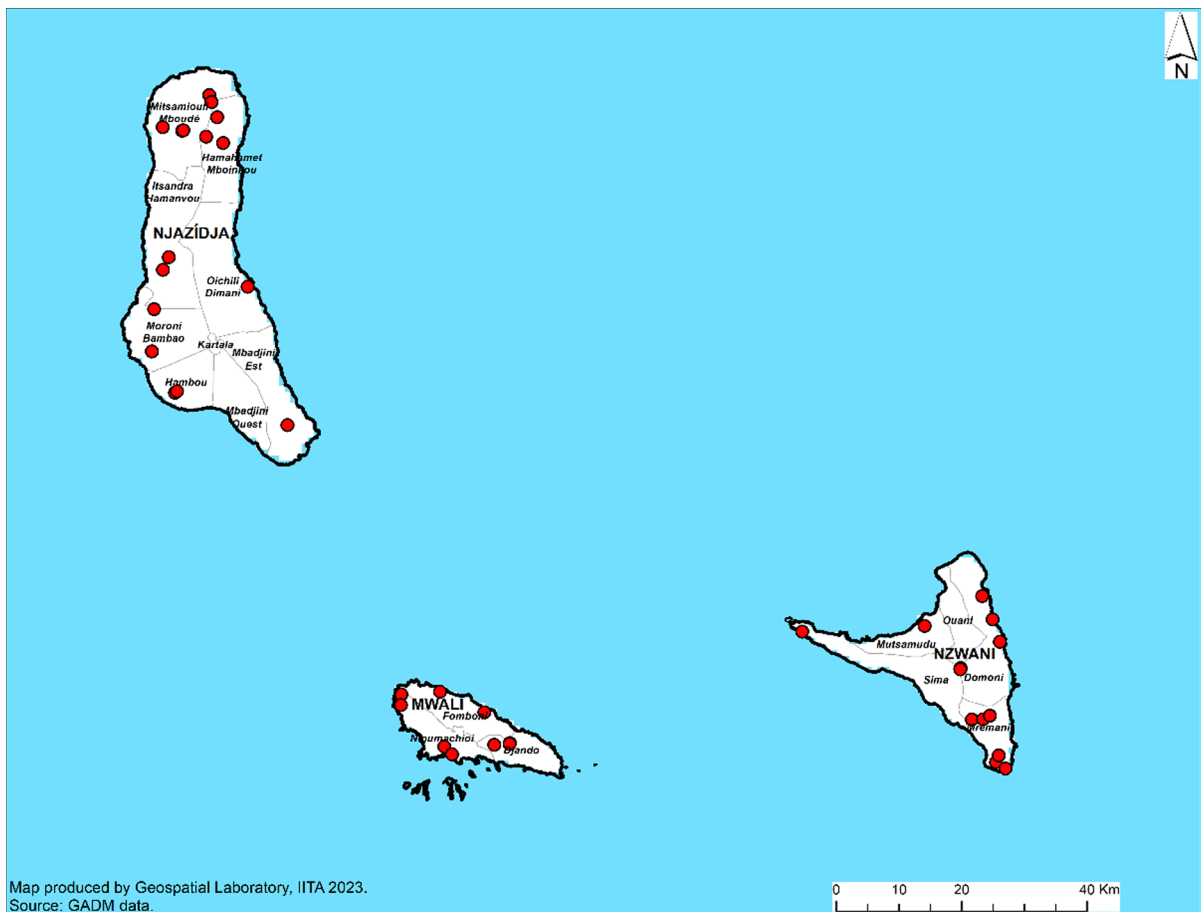 N
Mitsamiouli
Mboudé
Hamahamet
Mboinkou
Itsandra
Hamanvou
NJAZÍDJA
Oichili
Dimani
Moroni
Bambao
Kartala
Mbadjini
Est
Hambou
Mbadjini
Ouest
Ouani
Mutsamudu
NZWANI
Sima
Domoni
Mremani
MWALI
Fomboni
Nioumachioi
Djando
Map produced by Geospatial Laboratory, IITA 2023.
Source: GADM data.
0 10 20 40 Km